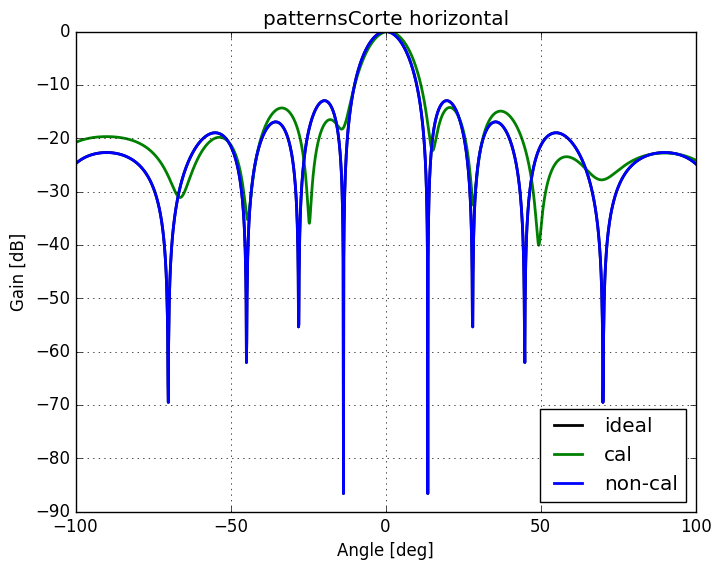 patternsCorte horizontal
0
−10
−20
−30
−40
−50
−60
−70
−80
−90
Gain [dB]
ideal
cal
non-cal
−100 −50 0 50 100
Angle [deg]